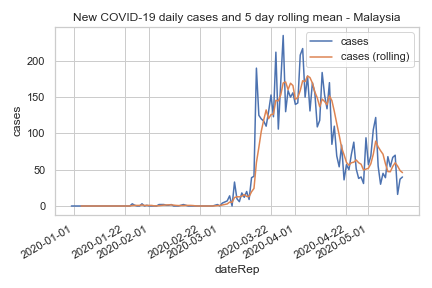 New COVID-19 daily cases and 5 day rolling mean - Malaysia
cases
cases (rolling)
200
150
100
50
0
cases
2020-01-01
2020-01-22
2020-02-01
2020-02-22
2020-03-01
2020-03-22
2020-04-01
2020-04-22
2020-05-01
dateRep